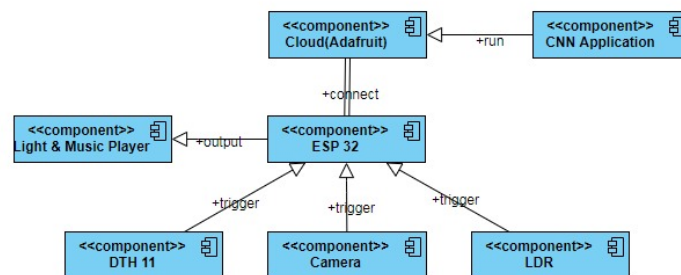 <<component>>
Cloud(Adafruit)
<<component>>
CNN Application
+run
+connect
<<component>>
Light & Music Player
+output
<<component>>
ESP 32
+trigger
+trigger
+trigger
<<component>>
DTH 11
<<component>>
Camera
<<component>>
LDR